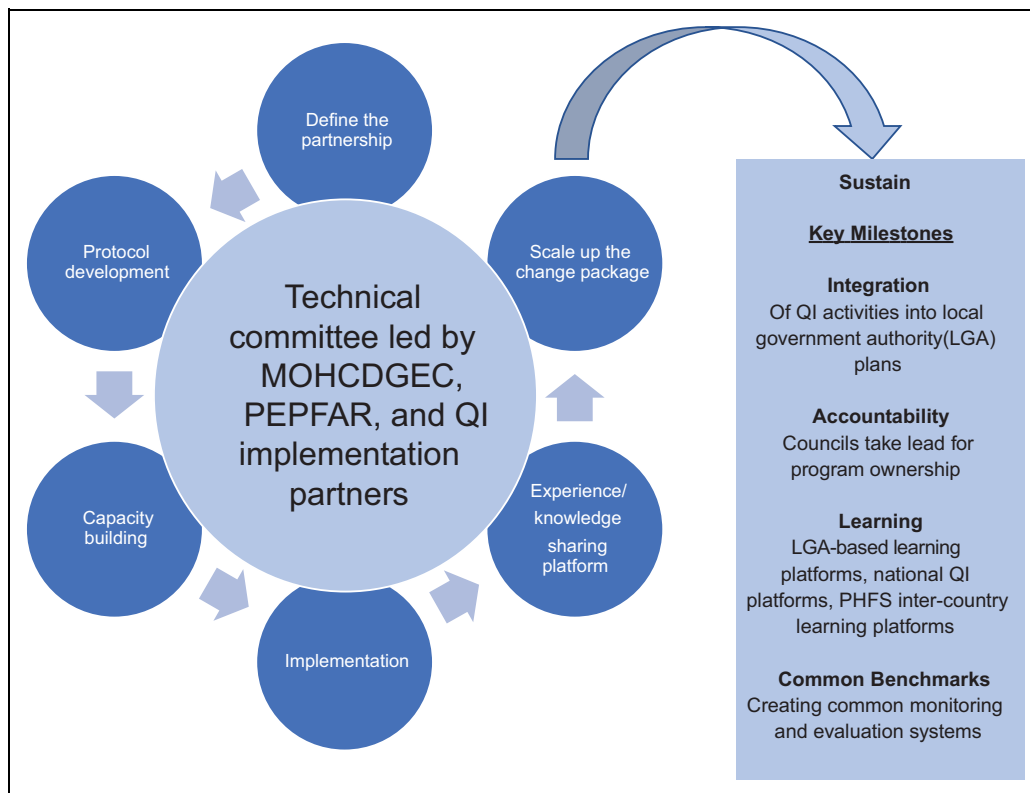 Define the
partnership
Protocol
development
Capacity
building
Implementation
Experience/
knowledge
sharing
platform
Scale up the
change package
Technical
committee led by
MOHCDGEC,
PEPFAR, and QI
implementation
partners
Sustain
Key Milestones
Integration
Of QI activities into local
government authority(LGA)
plans
Accountability
Councils take lead for
program ownership
Learning
LGA-based learning
platforms, national QI
platforms, PHFS inter-country
learning platforms
Common Benchmarks
Creating common monitoring
and evaluation systems